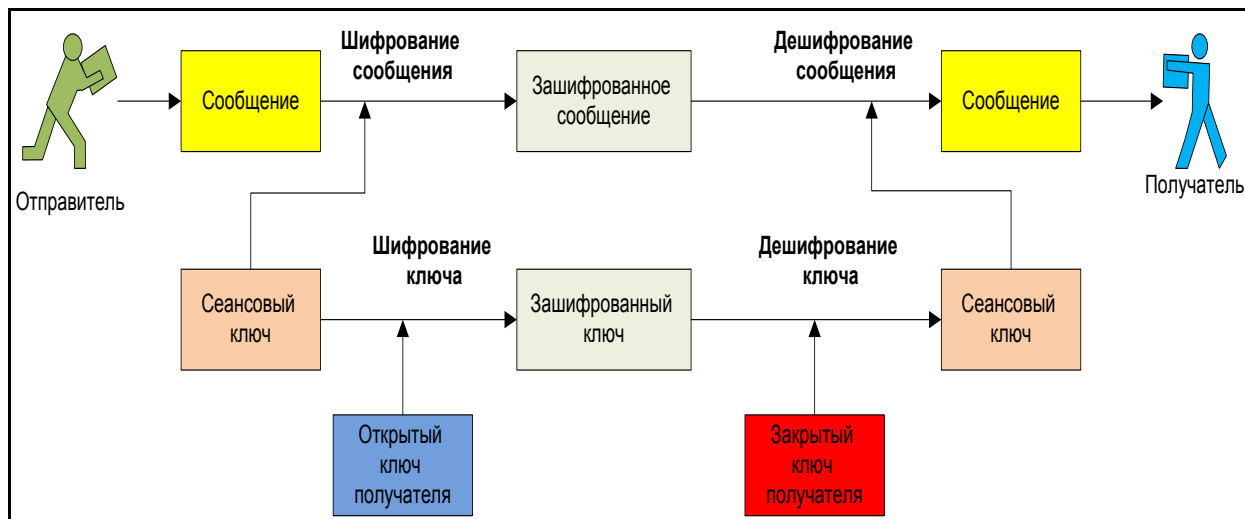 Шифрование
сообщения
Дешифрование
сообщения
Сообщение
Зашифрованное
сообщение
Сообщение
Отправитель
Получатель
Шифрование
ключа
Дешифрование
ключа
Сеансовый
ключ
Зашифрованный
ключ
Сеансовый
ключ
Открытый
ключ
получателя
Закрытый
ключ
получателя